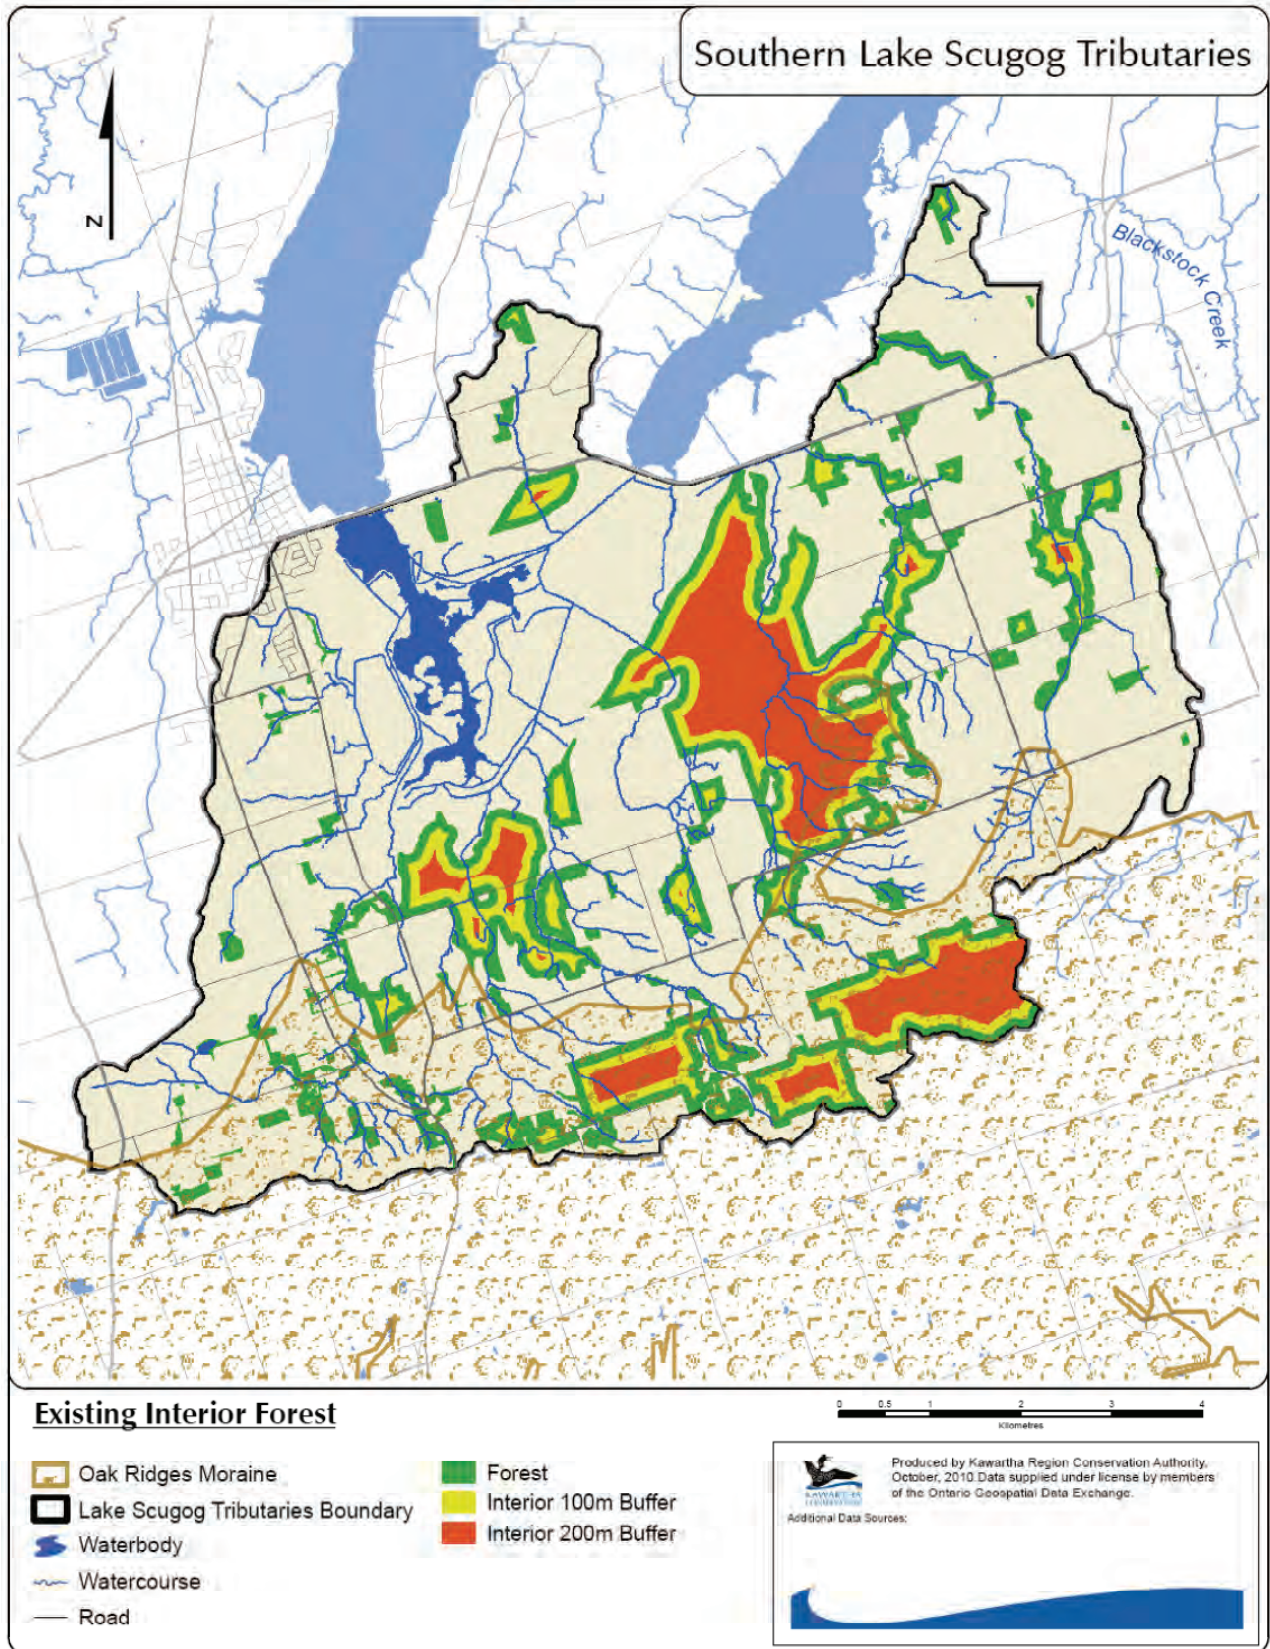 Southern Lake Scugog Tributaries
N
Blackstock Creek
Existing Interior Forest
Oak Ridges Moraine
Lake Scugog Tributaries Boundary
Waterbody
Watercourse
Road
Forest
Interior 100m Buffer
Interior 200m Buffer
0 0.5 1 2 3 4
Kilometres
KAWARTHA
CONSERVATION
Produced by Kawartha Region Conservation Authority,
October, 2010.Data supplied under license by members
of the Ontario Geospatial Data Exchange.
Additional Data Sources: